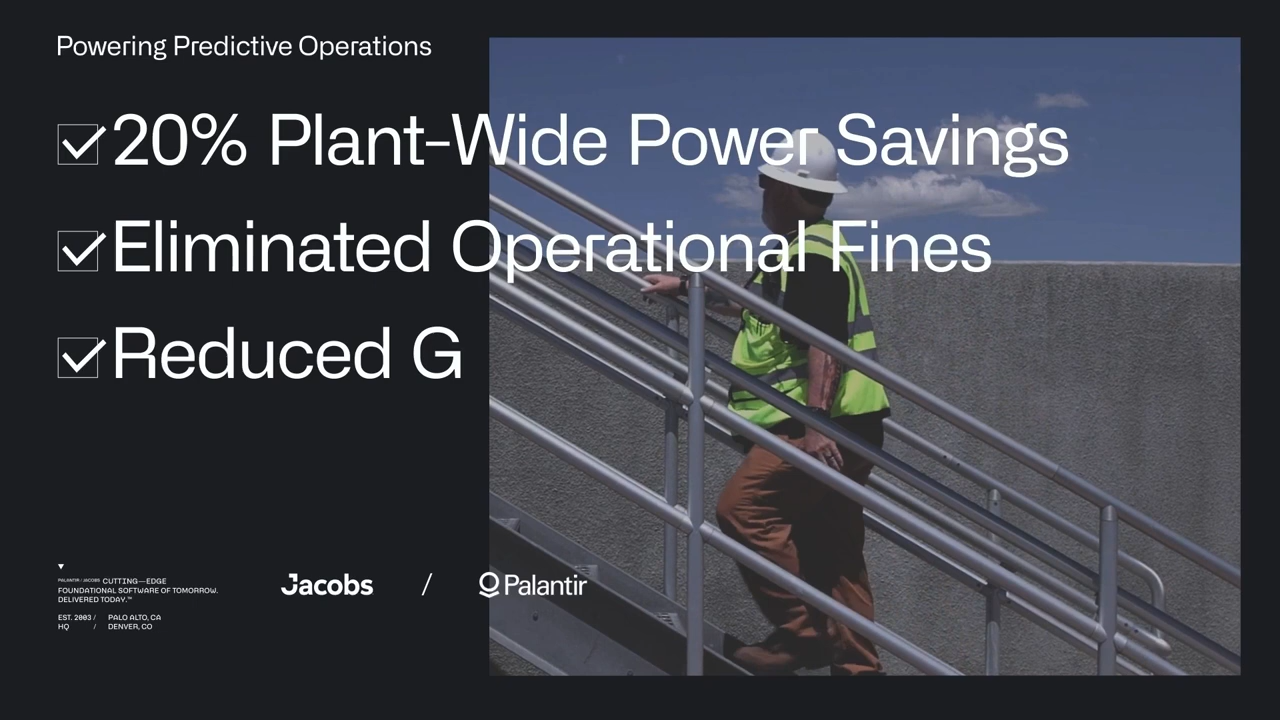 Powering Predictive Operations
20% Plant-Wide Power Savings
Eliminated Operational Fines
Reduced G
PALANTIR / JACOBS CUTTING—EDGE
FOUNDATIONAL SOFTWARE OF TOMORROW.
DELIVERED TODAY.™
EST. 2003 / PALO ALTO, CA
HQ / DENVER, CO
Jacobs / Palantir